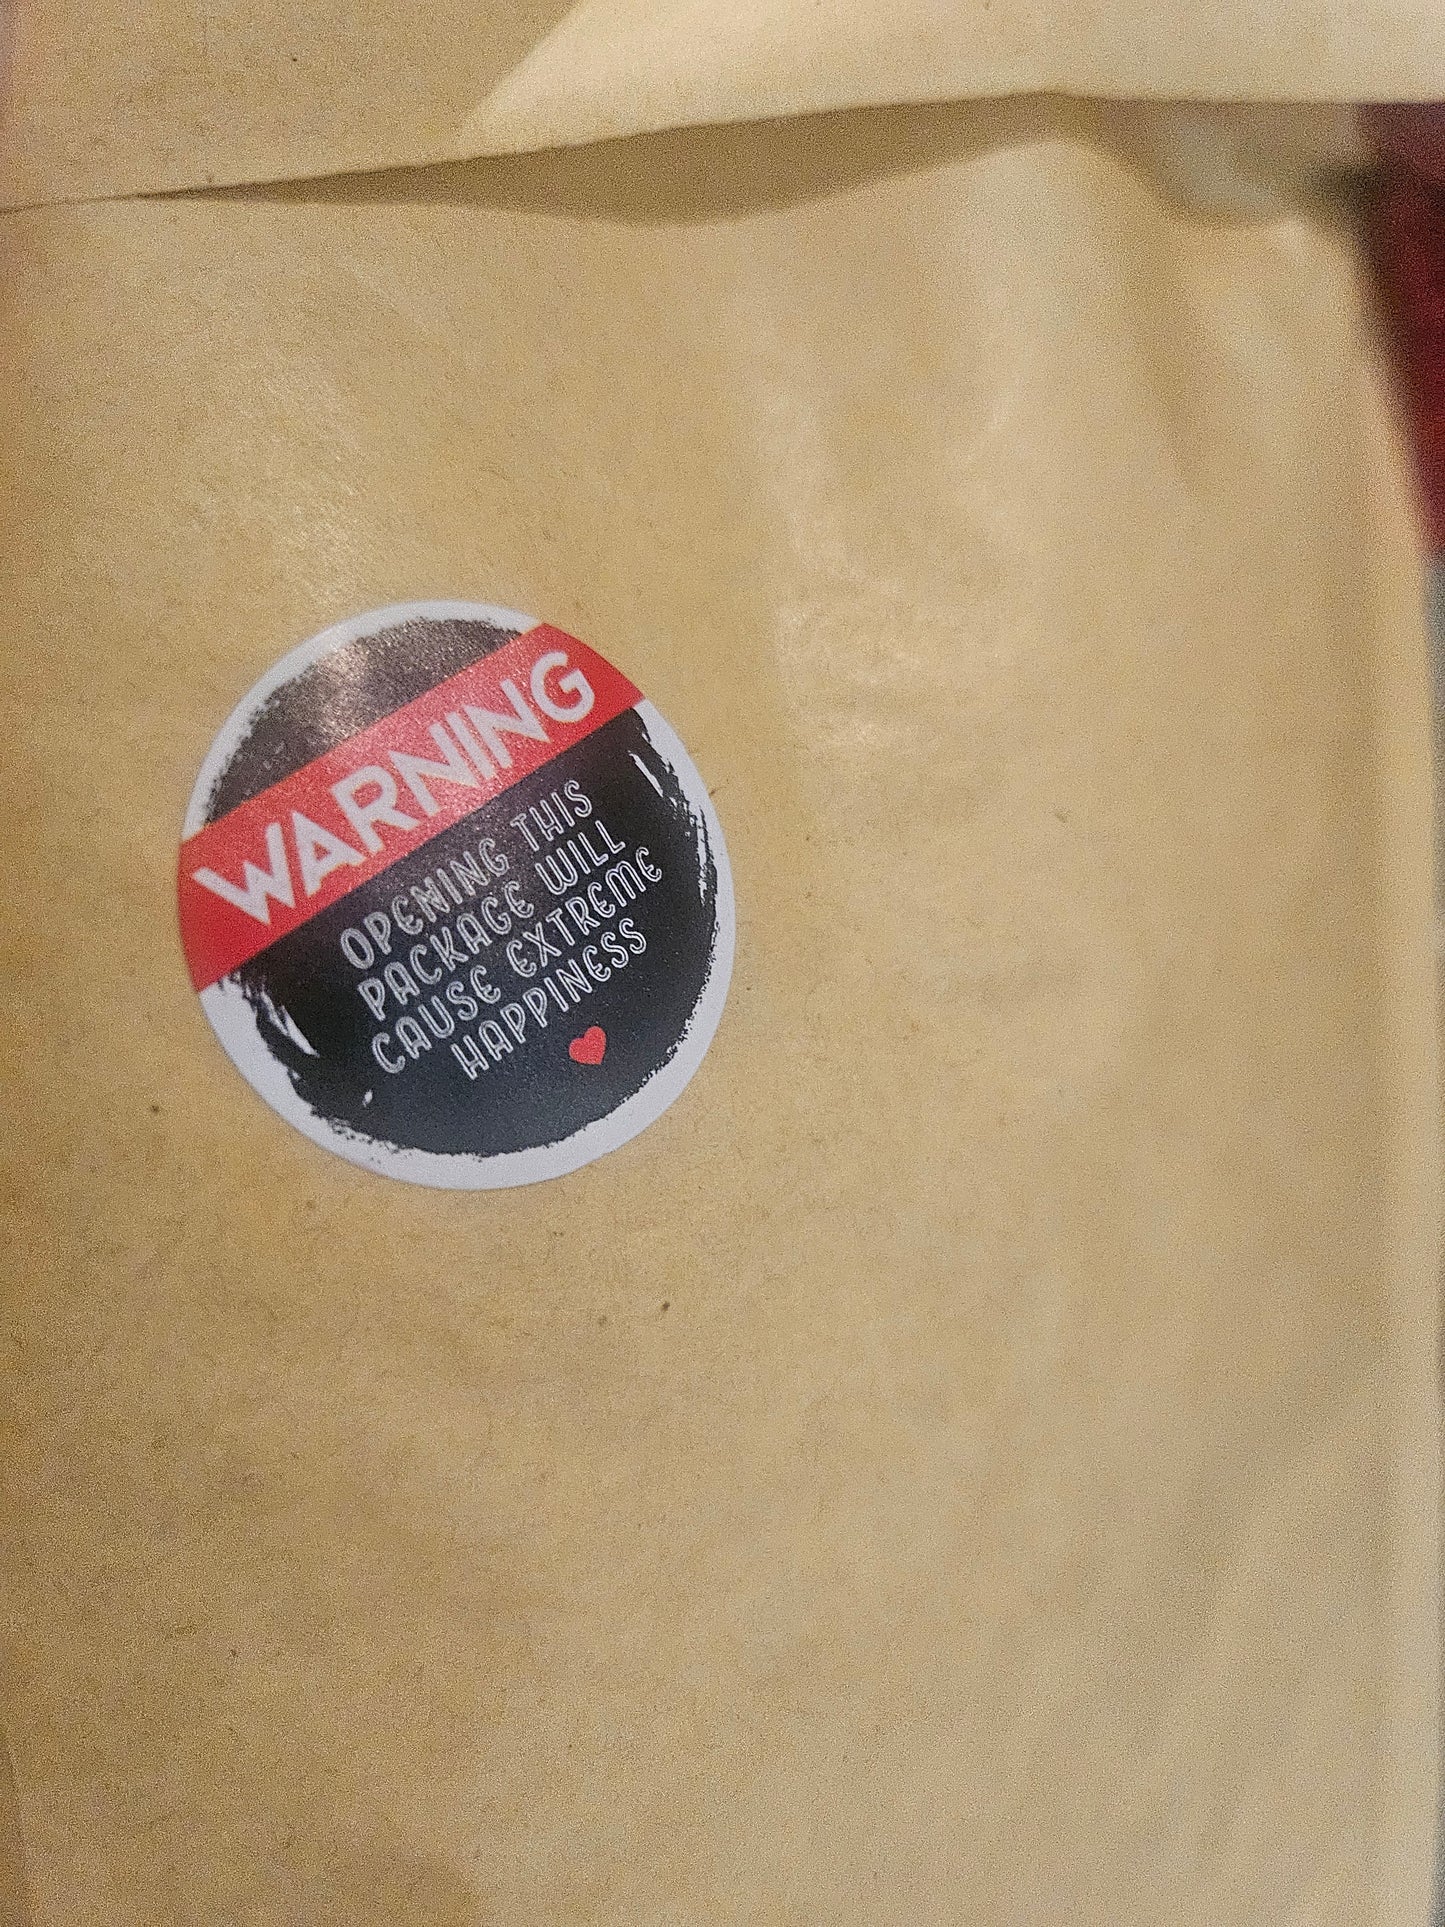 WARNING
OPENING THIS
PACKAGE WILL
CAUSE EXTREME
HAPPINESS